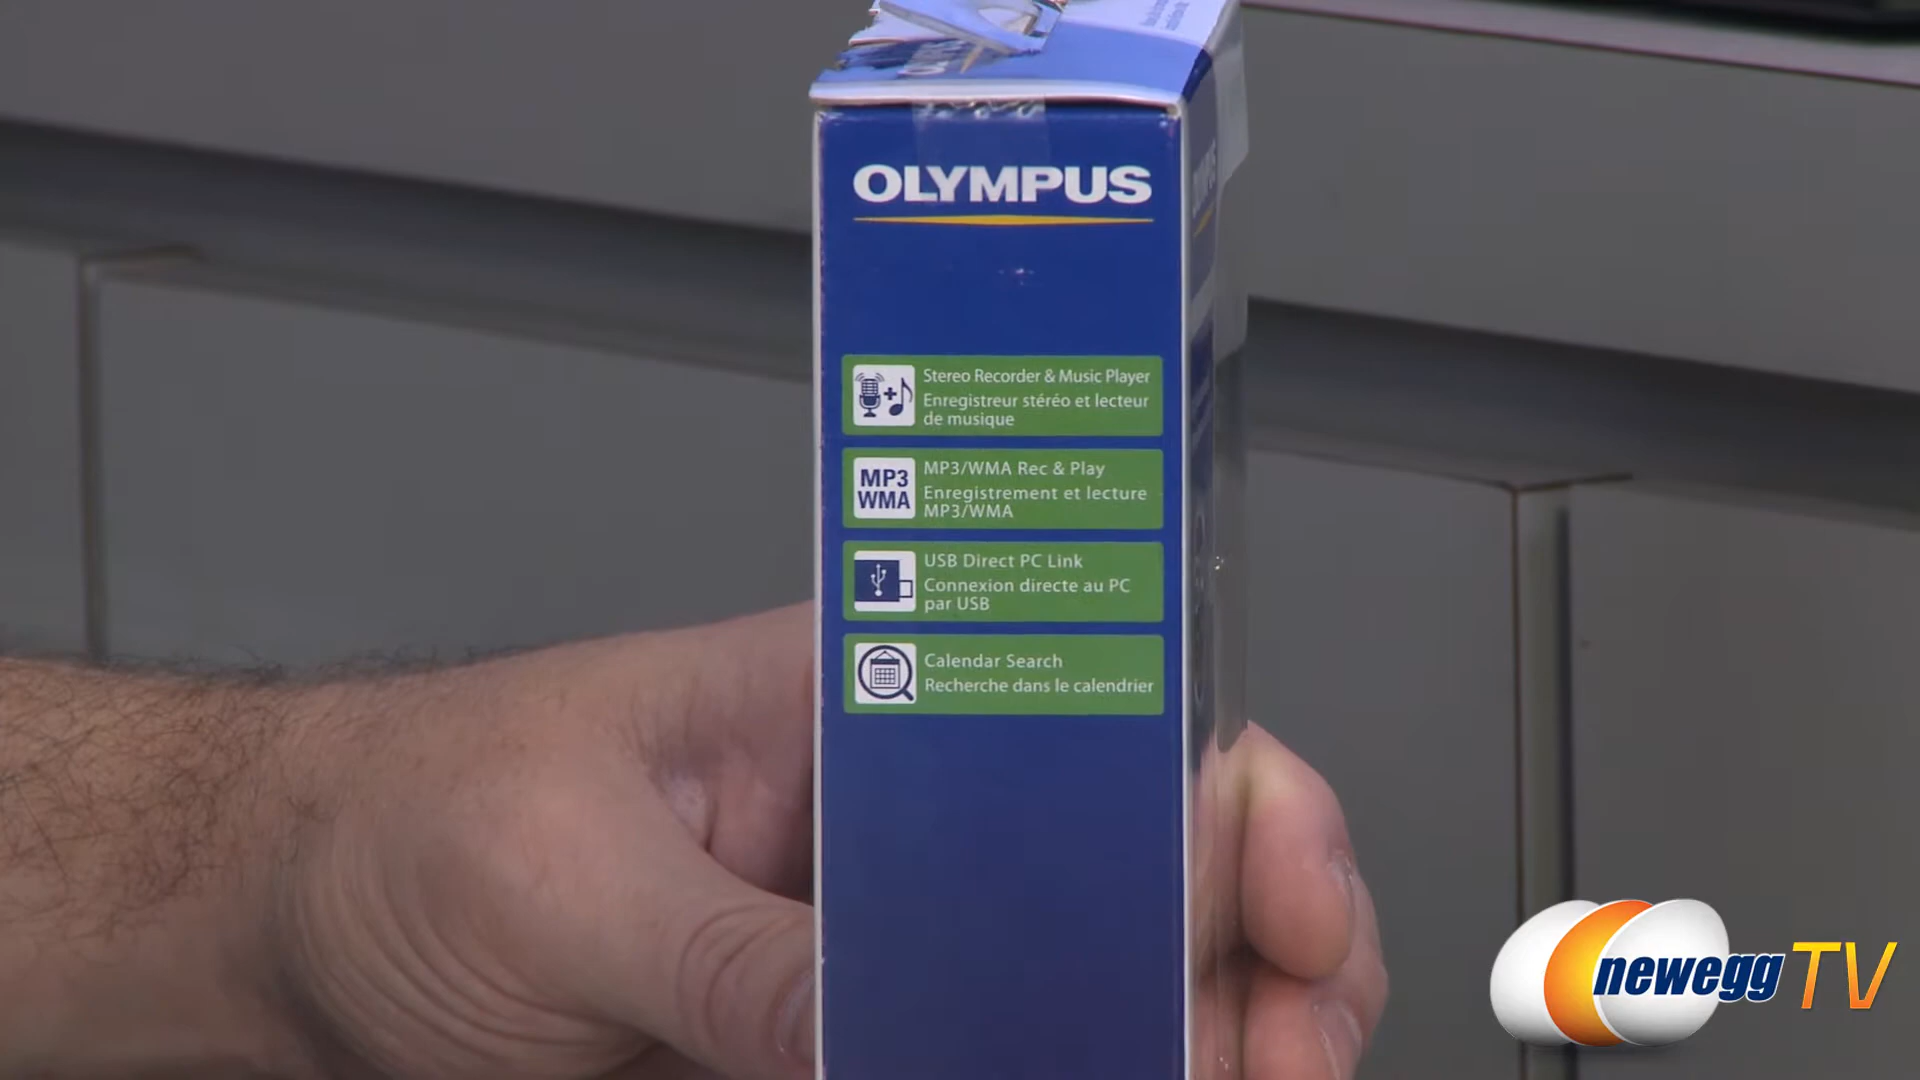 OLYMPUS
OLYMPUS
Stereo Recorder & Music Player
Enregistreur stéréo et lecteur
de musique
MP3
WMA
MP3/WMA Rec & Play
Enregistrement et lecture
MP3/WMA
USB Direct PC Link
Connexion directe au PC
par USB
Calendar Search
Recherche dans le calendrier
newegg TV